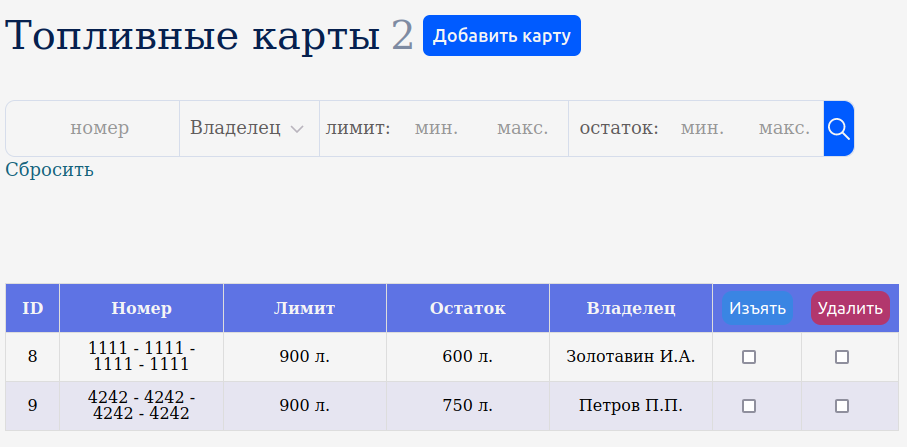 Топливные карты 2 Добавить карту
номер Владелец лимит: мин. макс. остаток: мин. макс.
Сбросить
ID Номер Лимит Остаток Владелец Изъять Удалить
8 1111 - 1111 - 900 л. 600 л. Золотавин И.А.
1111 - 1111
9 4242 - 4242 - 900 л. 750 л. Петров П.П.
4242 - 4242